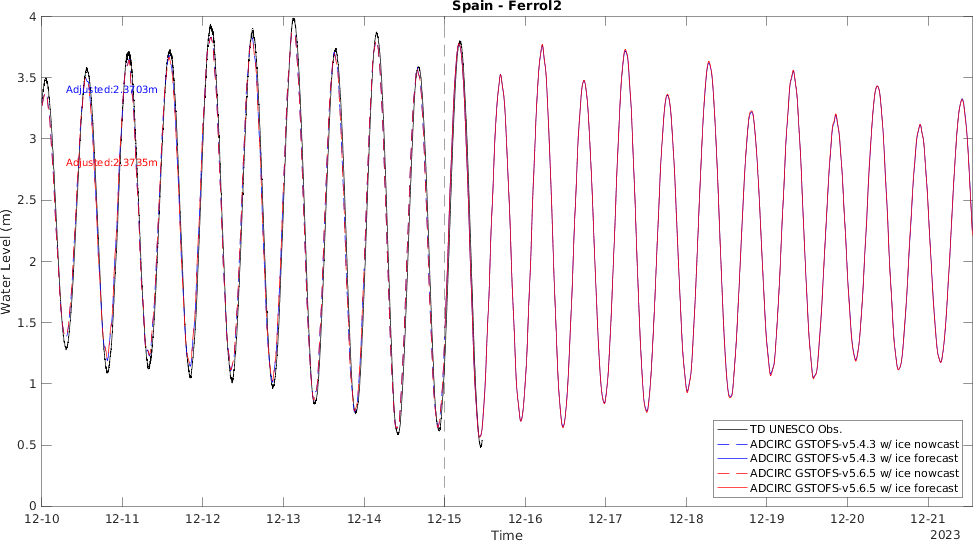 Spain - Ferrol2
4
3.5
3
2.5
2
1.5
1
0.5
0
Water Level (m)
Adjusted:2.3703m
Adjusted:2.3735m
TD UNESCO Obs.
ADCIRC GSTOFS-v5.4.3 w/ ice nowcast
ADCIRC GSTOFS-v5.4.3 w/ ice forecast
ADCIRC GSTOFS-v5.6.5 w/ ice nowcast
ADCIRC GSTOFS-v5.6.5 w/ ice forecast
12-10 12-11 12-12 12-13 12-14 12-15 12-16 12-17 12-18 12-19 12-20 12-21
Time
2023